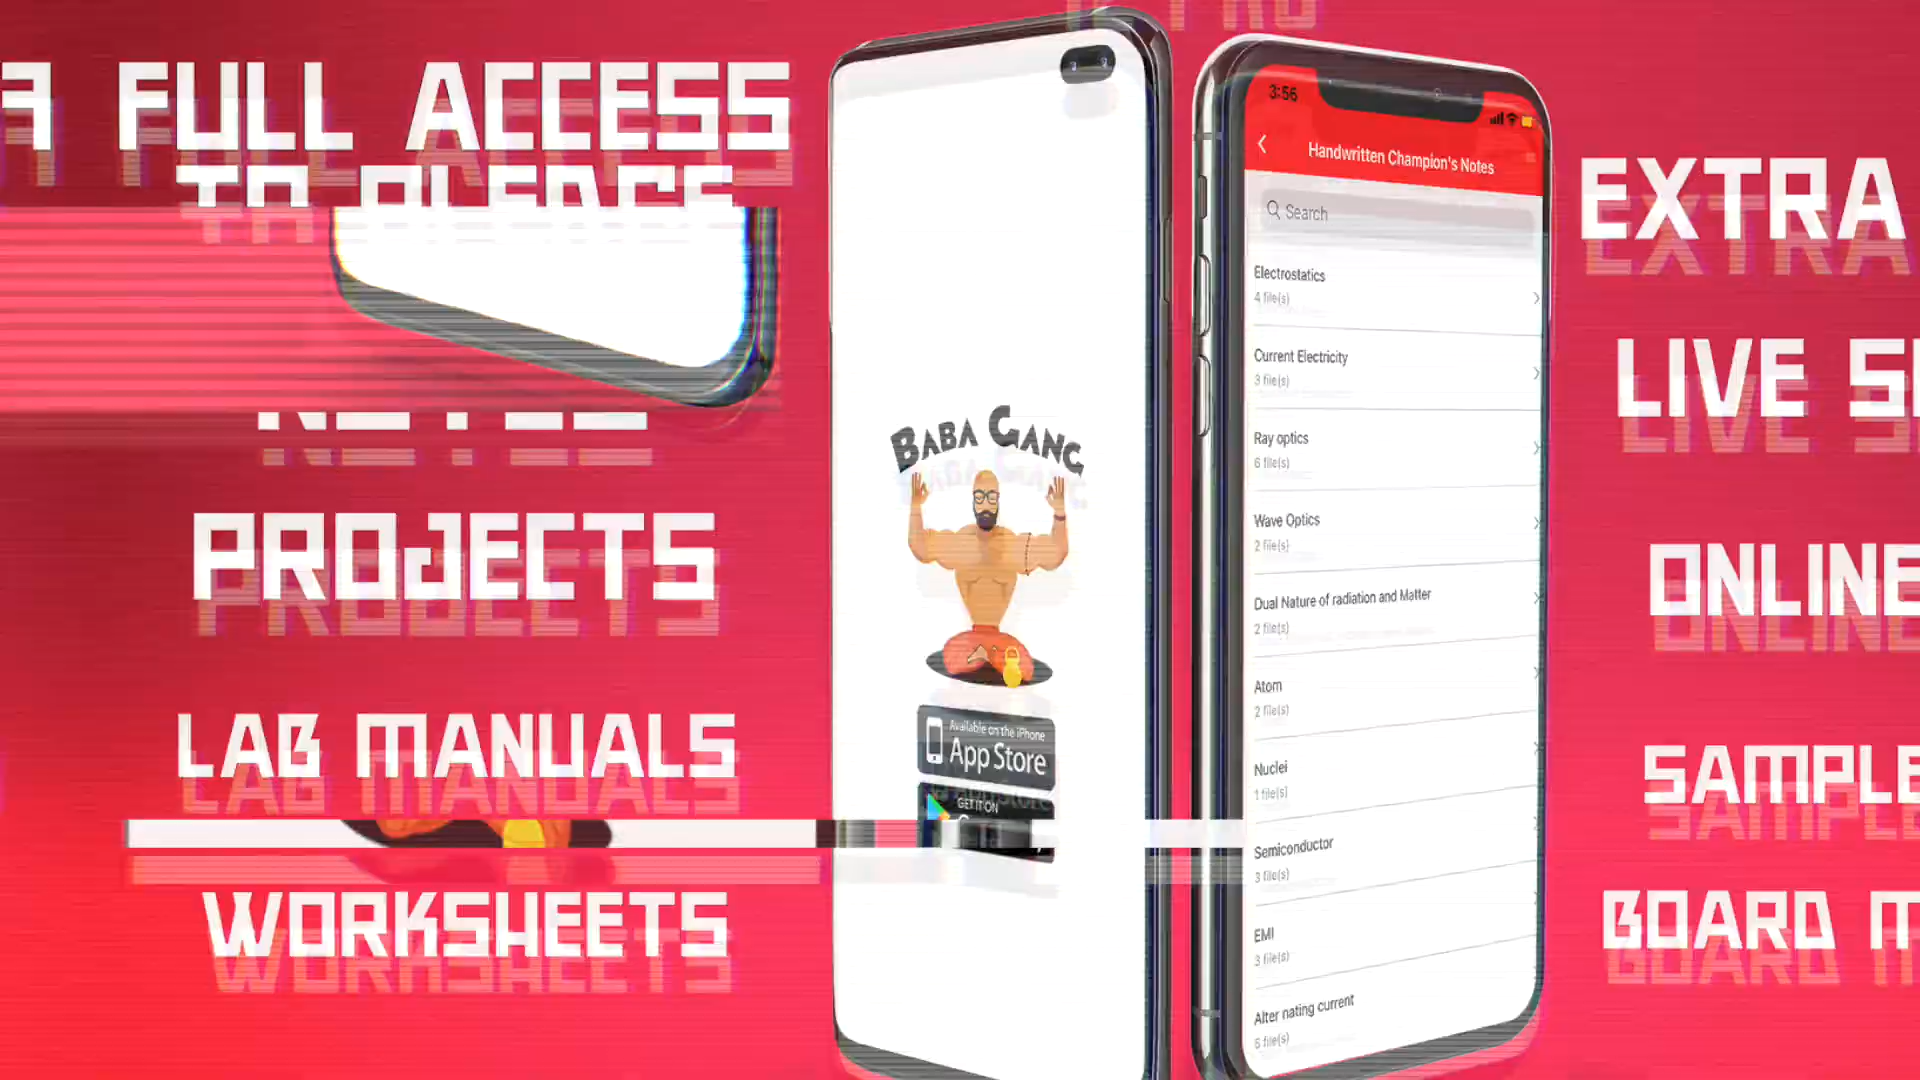 FULL ACCESS
PROJECTS
LAB MANUALS
WORKSHEETS
BABA GANG
Available on the iPhone
App Store
GET IT ON
3:56
Handwritten Champion's Notes
Search
Electrostatics
4 file(s)
Current Electricity
3 file(s)
Ray optics
6 file(s)
Wave Optics
2 file(s)
Dual Nature of radiation and Matter
2 file(s)
Atom
2 file(s)
Nuclei
1 file(s)
Semiconductor
3 file(s)
EMI
3 file(s)
Alter nating current
6 file(s)
EXTRA
LIVE
ONLINE
SAMPLE
BOARD